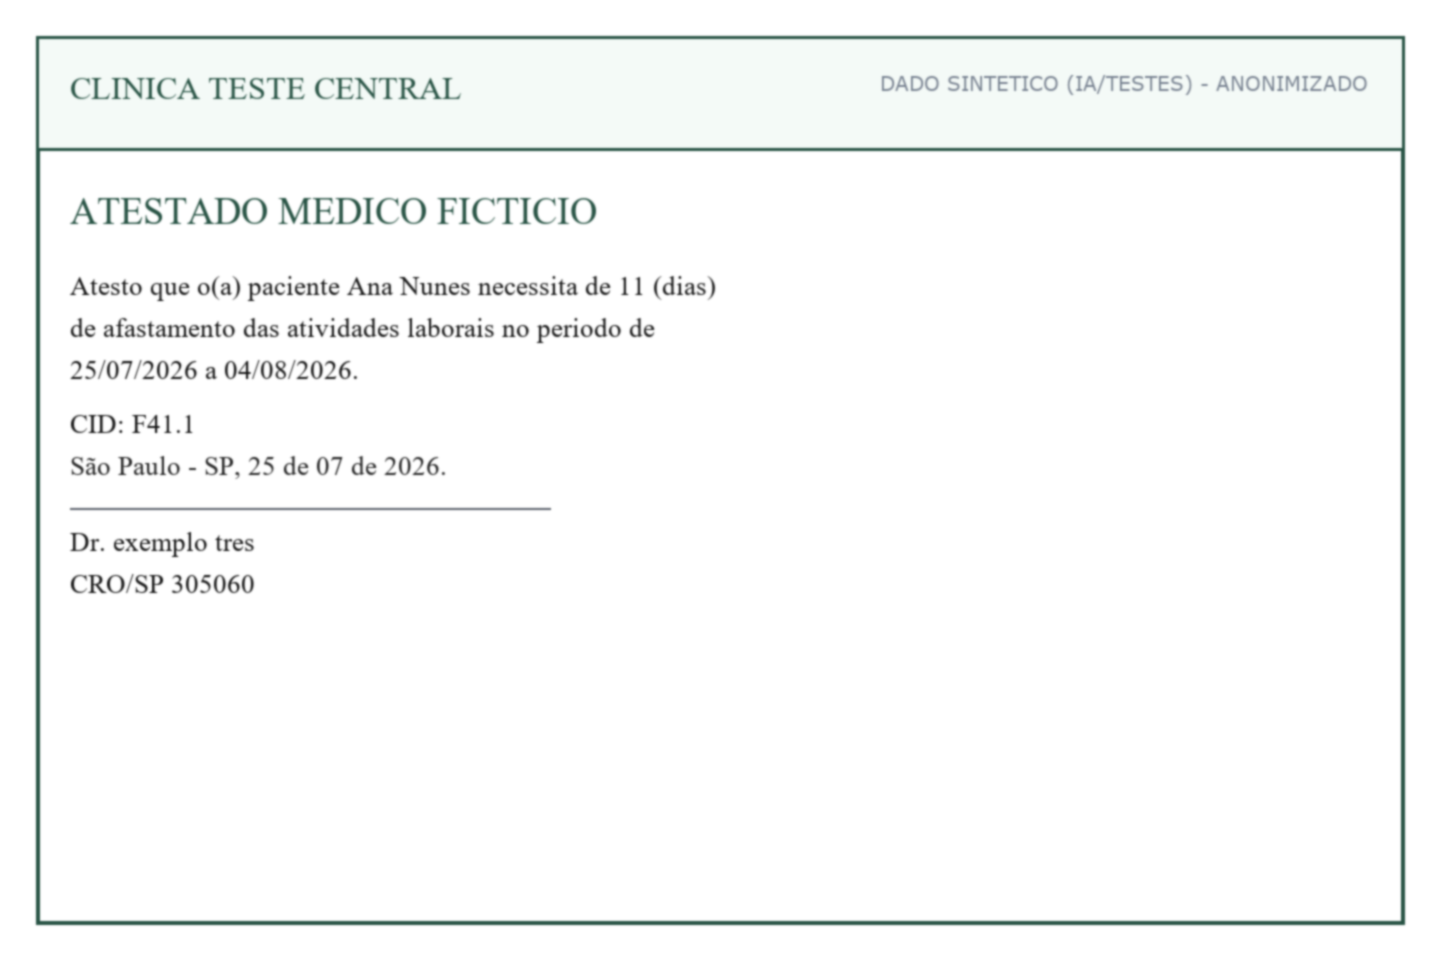 CLINICA TESTE CENTRAL
DADO SINTETICO (IA/TESTES) - ANONIMIZADO
ATESTADO MEDICO FICTICIO
Atesto que o(a) paciente Ana Nunes necessita de 11 (dias)
de afastamento das atividades laborais no periodo de
25/07/2026 a 04/08/2026.
CID: F41.1
São Paulo - SP, 25 de 07 de 2026.
Dr. exemplo tres
CRO/SP 305060